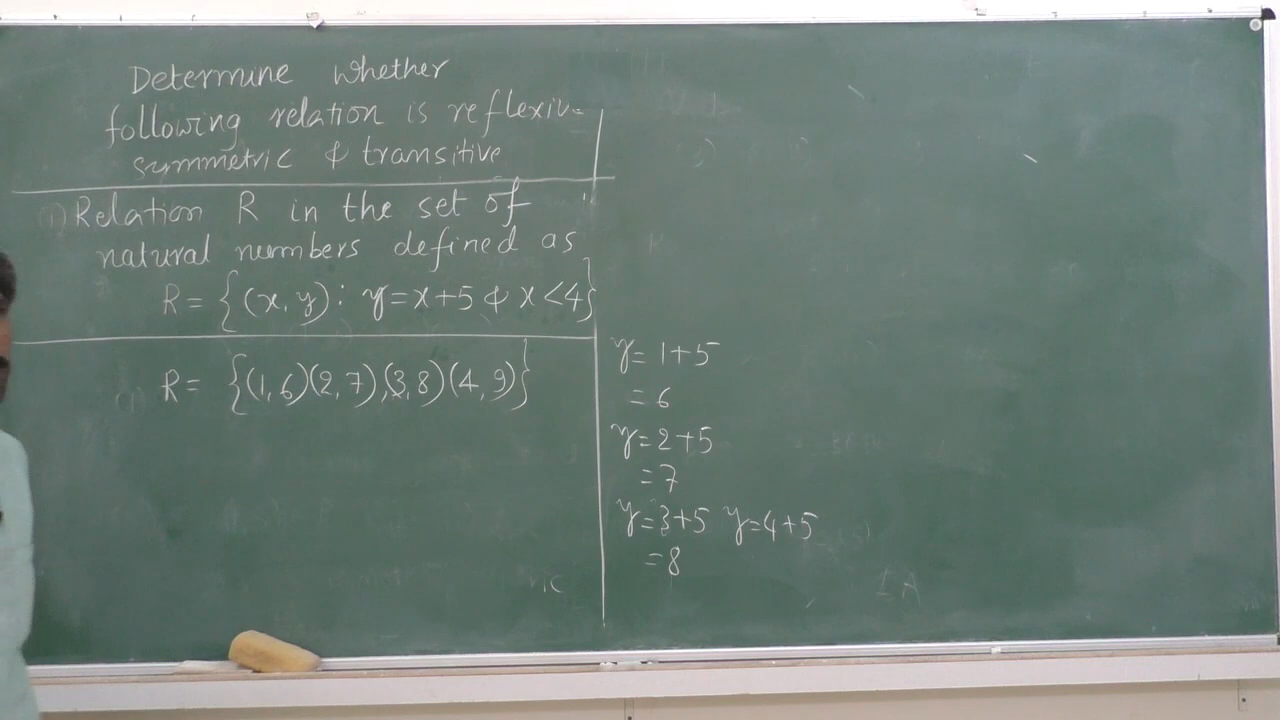 Determine whether
following relation is reflexiv-
symmetric & transitive
(i) Relation R in the set of
natural numbers defined as
R = {(x, y) : y = x+5 & x < 4}
R = {(1, 6)(2, 7),(3, 8)(4, 9)}
y = 1+5
= 6
y = 2+5
= 7
y = 3+5 y = 4+5
= 8